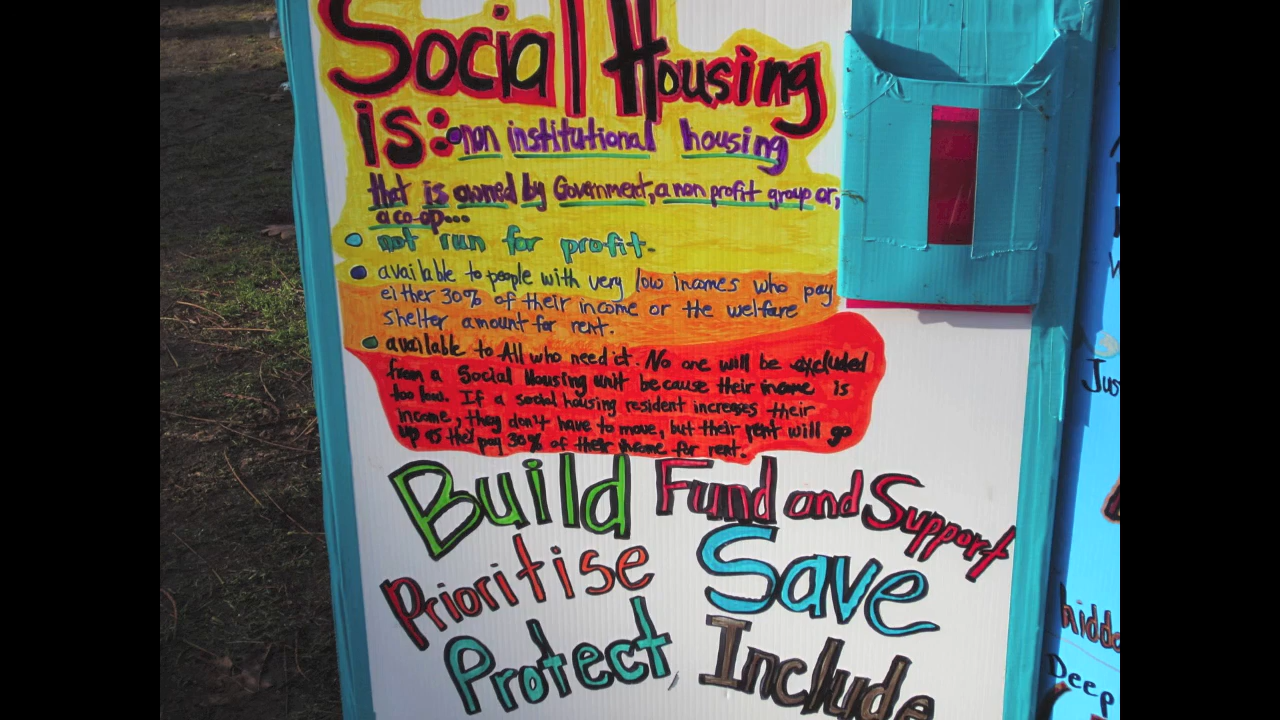 Social Housing
is: non institutional housing
that is owned by Government, a non profit group or,
a co-op...
not run for profit.
available to people with very low incomes who pay
either 30% of their income or the welfare
shelter amount for rent.
available to All who need it. No one will be excluded
from a Social Housing unit because their income is
too low. If a social housing resident increases their
income, they don't have to move, but their rent will go
up as they pay 30% of their income for rent.
Build Fund and Support
Prioritise Save
Protect, Include
Jus
hidde
Deep